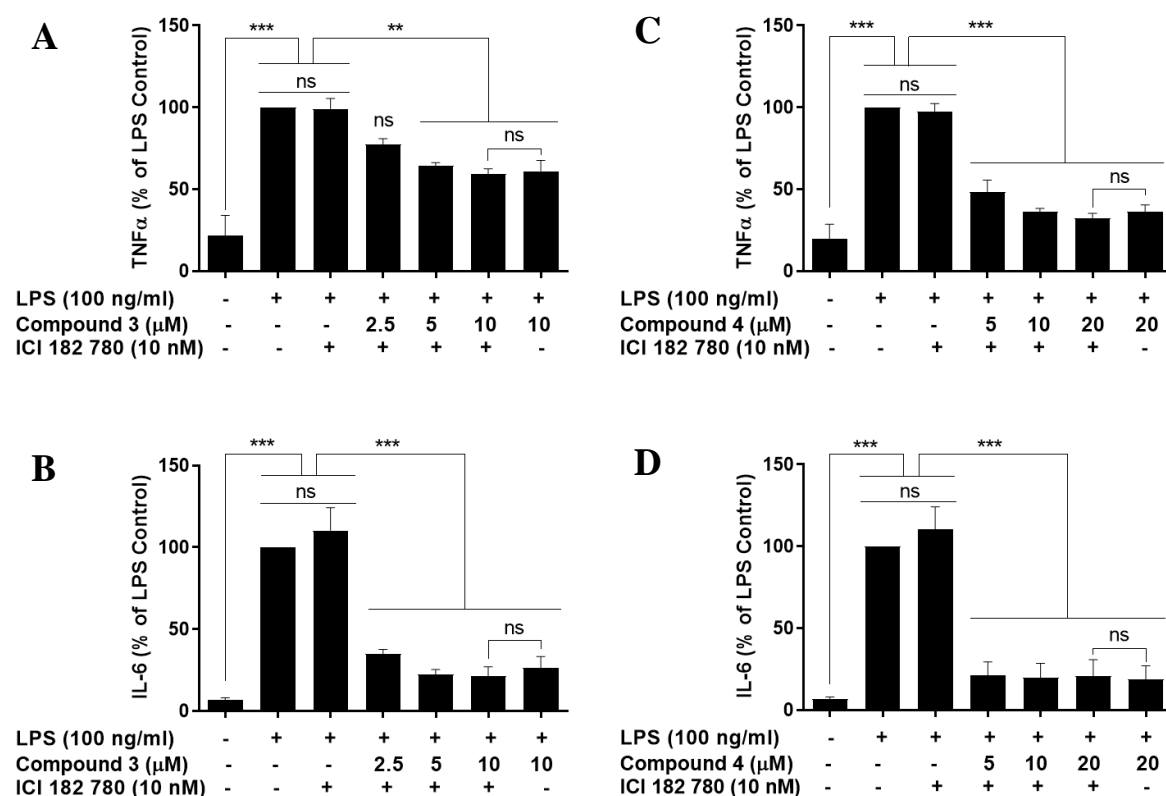 A
TNFα (% of LPS Control)
150
100
50
0
*** **
ns
ns
ns
LPS (100 ng/ml) - + + + + + +
Compound 3 (μM) - - - 2.5 5 10 10
ICI 182 780 (10 nM) - - + + + + -
C
TNFα (% of LPS Control)
150
100
50
0
*** ***
ns
ns
LPS (100 ng/ml) - + + + + + +
Compound 4 (μM) - - - 5 10 20 20
ICI 182 780 (10 nM) - - + + + + -
B
IL-6 (% of LPS Control)
150
100
50
0
*** ***
ns
ns
LPS (100 ng/ml) - + + + + + +
Compound 3 (μM) - - - 2.5 5 10 10
ICI 182 780 (10 nM) - - + + + + -
D
IL-6 (% of LPS Control)
150
100
50
0
*** ***
ns
ns
LPS (100 ng/ml) - + + + + + +
Compound 4 (μM) - - - 5 10 20 20
ICI 182 780 (10 nM) - - + + + + -